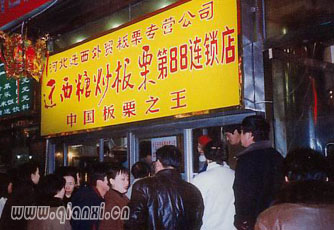 河北迁西外贸板栗专营公司
迁西糖炒板栗第88连锁店
中国板栗之王
www.qianxi.cn